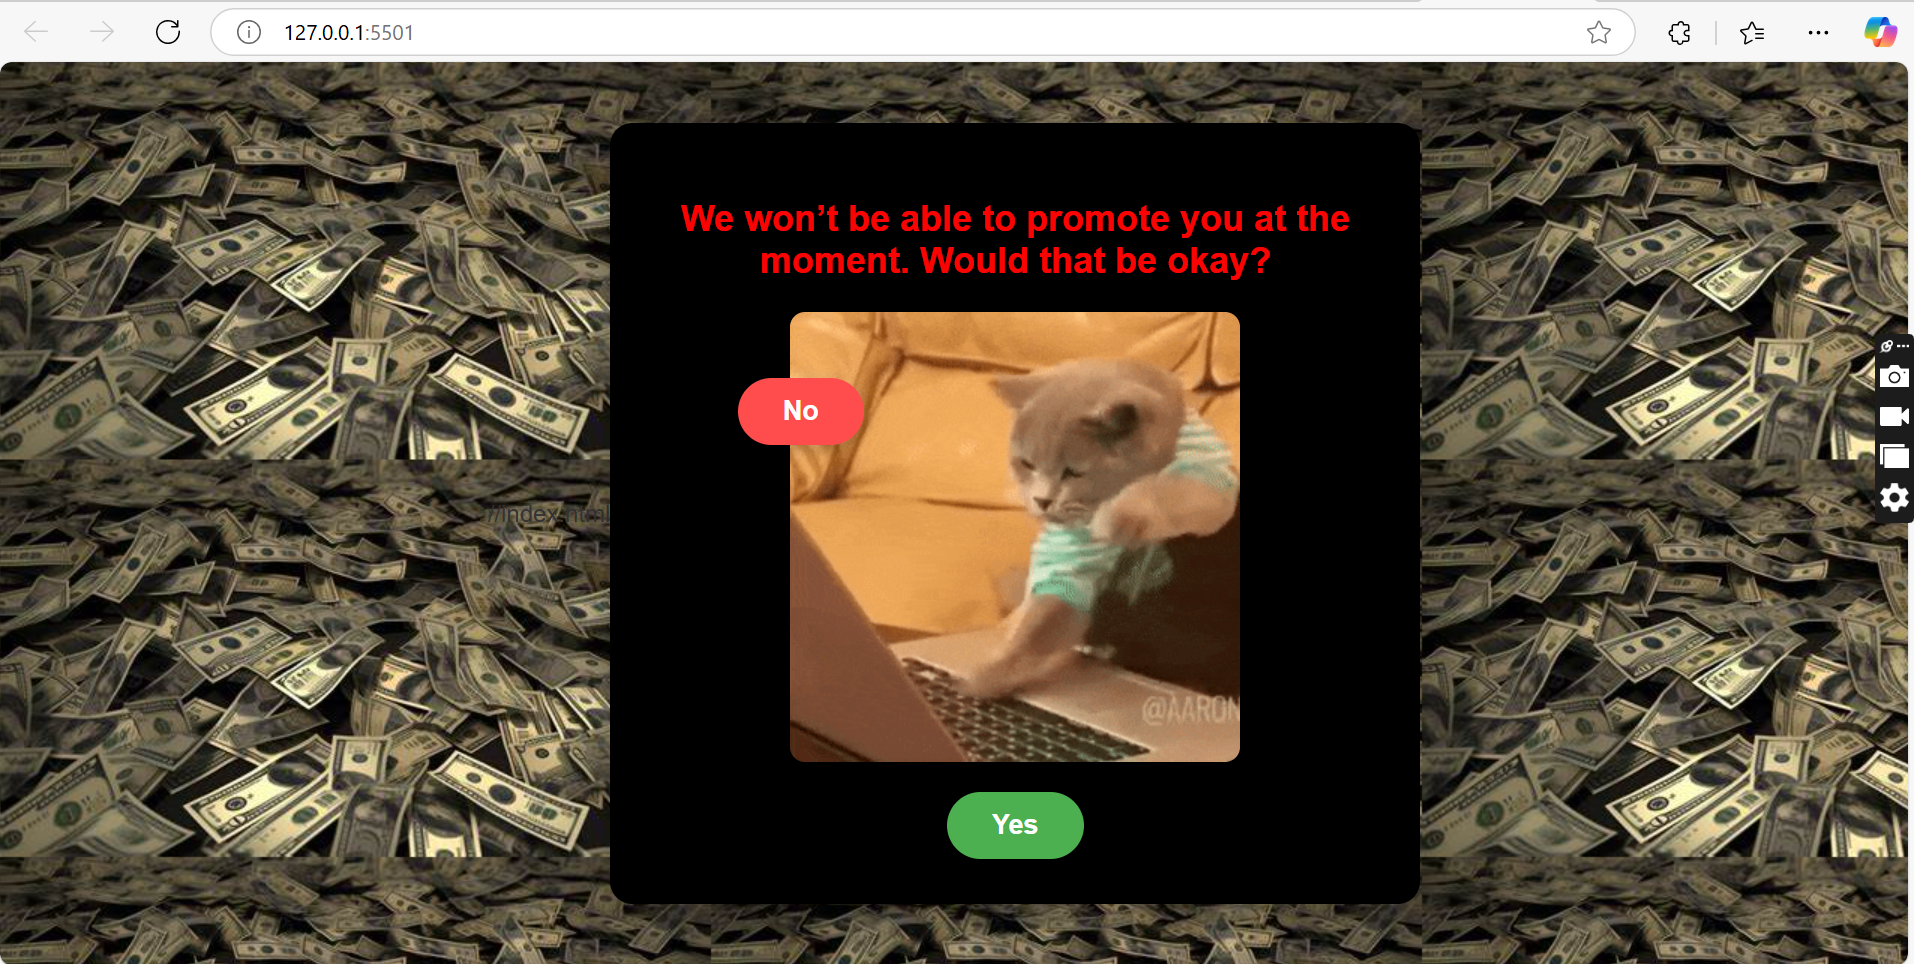 127.0.0.1:5501
We won’t be able to promote you at the
moment. Would that be okay?
No
//index.html
@AARON
Yes